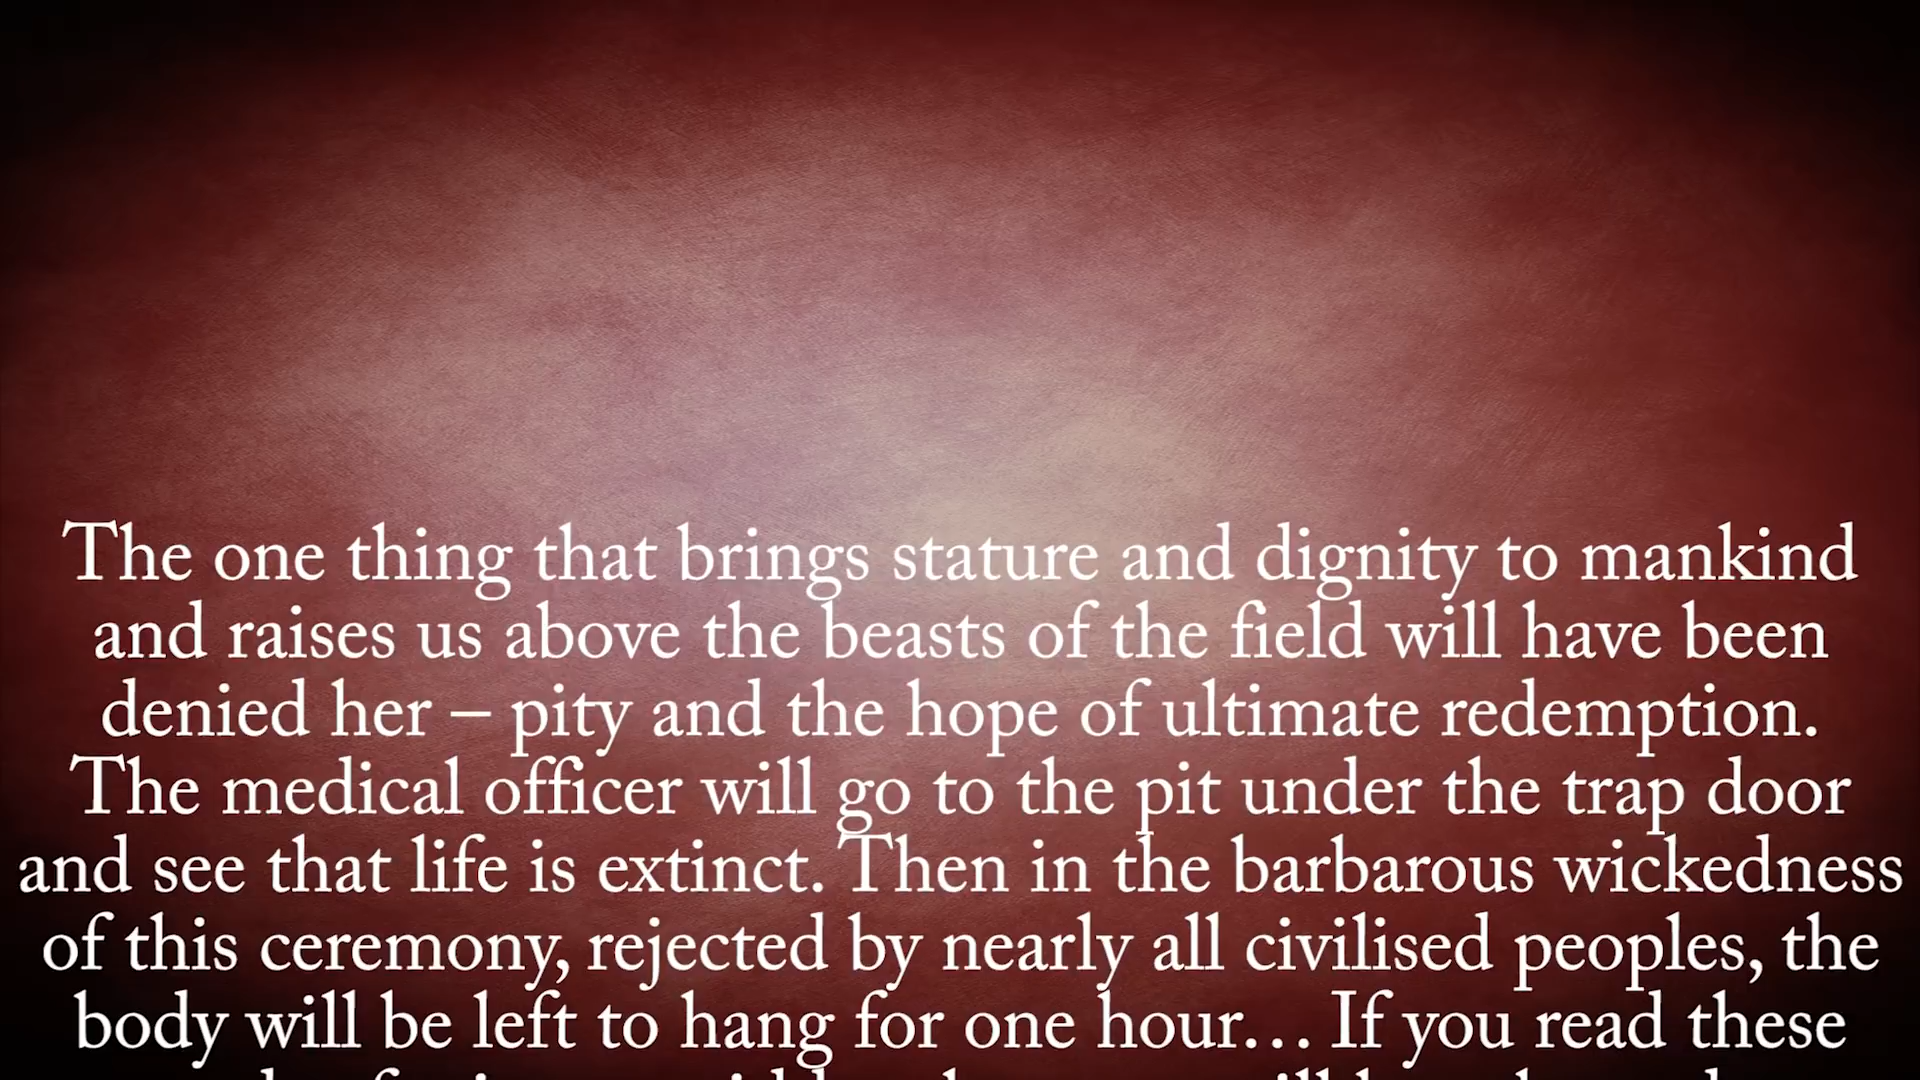 The one thing that brings stature and dignity to mankind
and raises us above the beasts of the field will have been
denied her – pity and the hope of ultimate redemption.
The medical officer will go to the pit under the trap door
and see that life is extinct. Then in the barbarous wickedness
of this ceremony, rejected by nearly all civilised peoples, the
body will be left to hang for one hour… If you read these